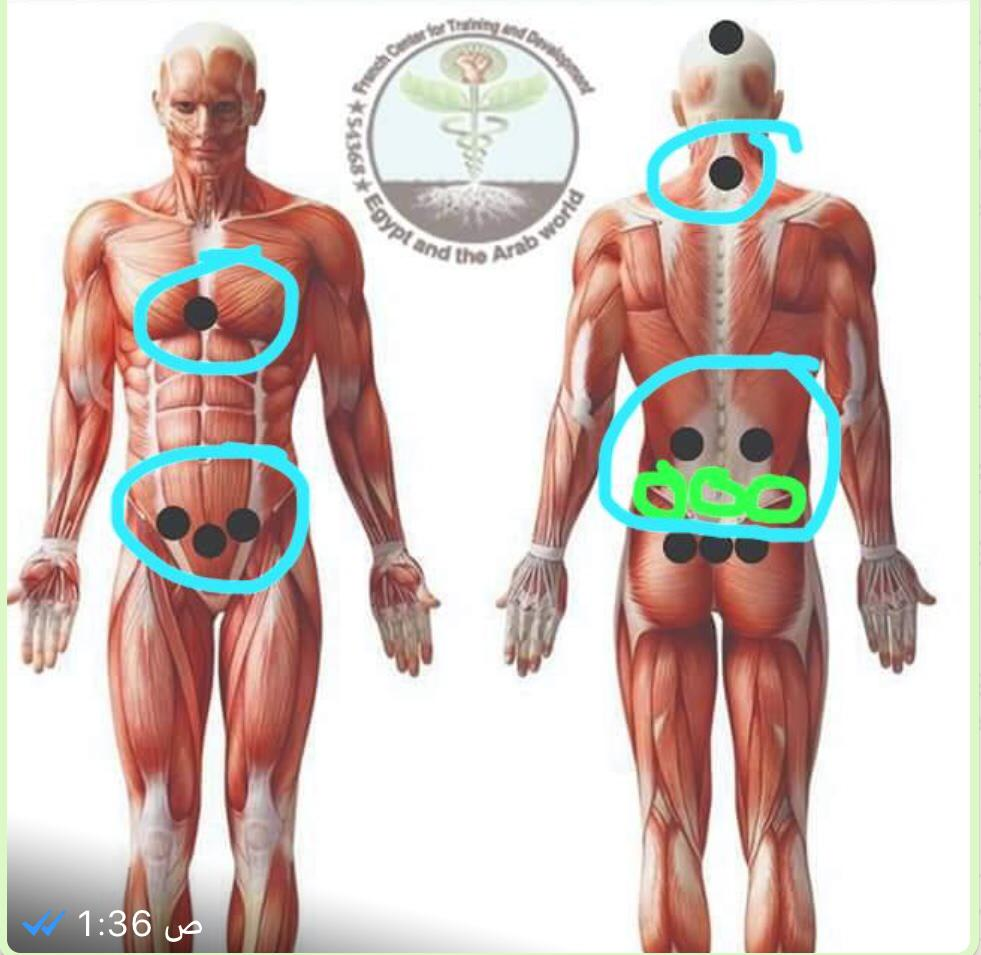 French Center for Training and Development
★ 54368 ★ Egypt and the Arab world
1:36 ص